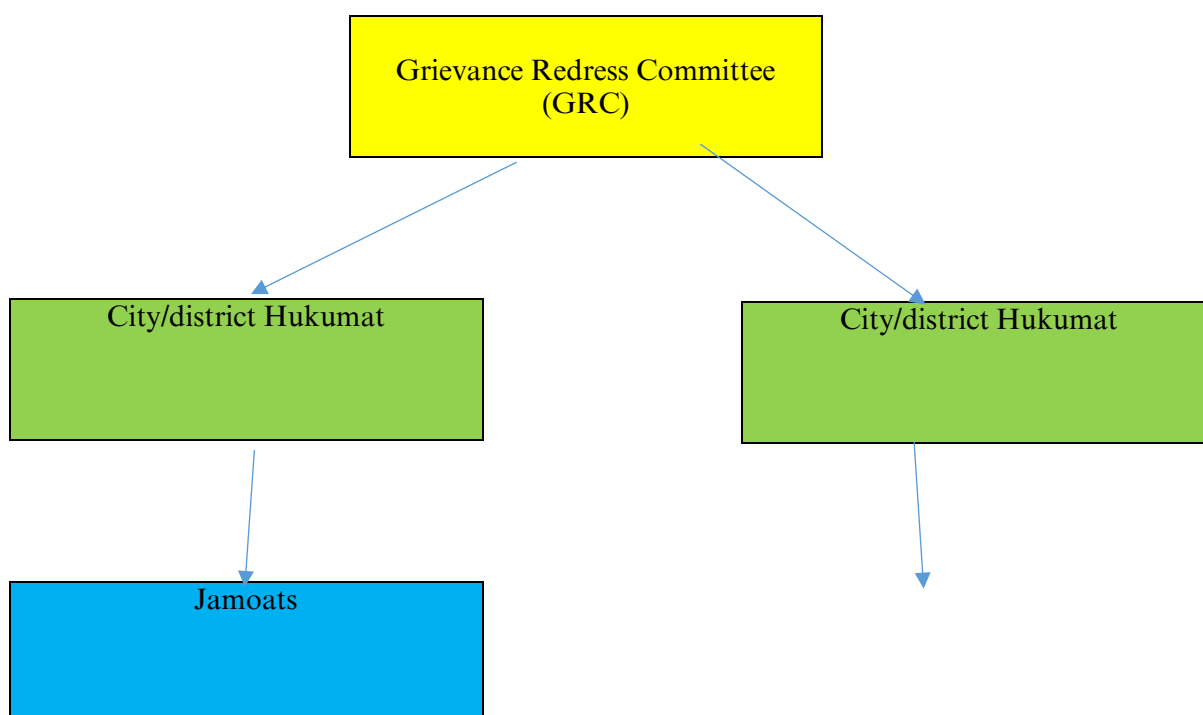 Grievance Redress Committee
(GRC)
City/district Hukumat
City/district Hukumat
Jamoats